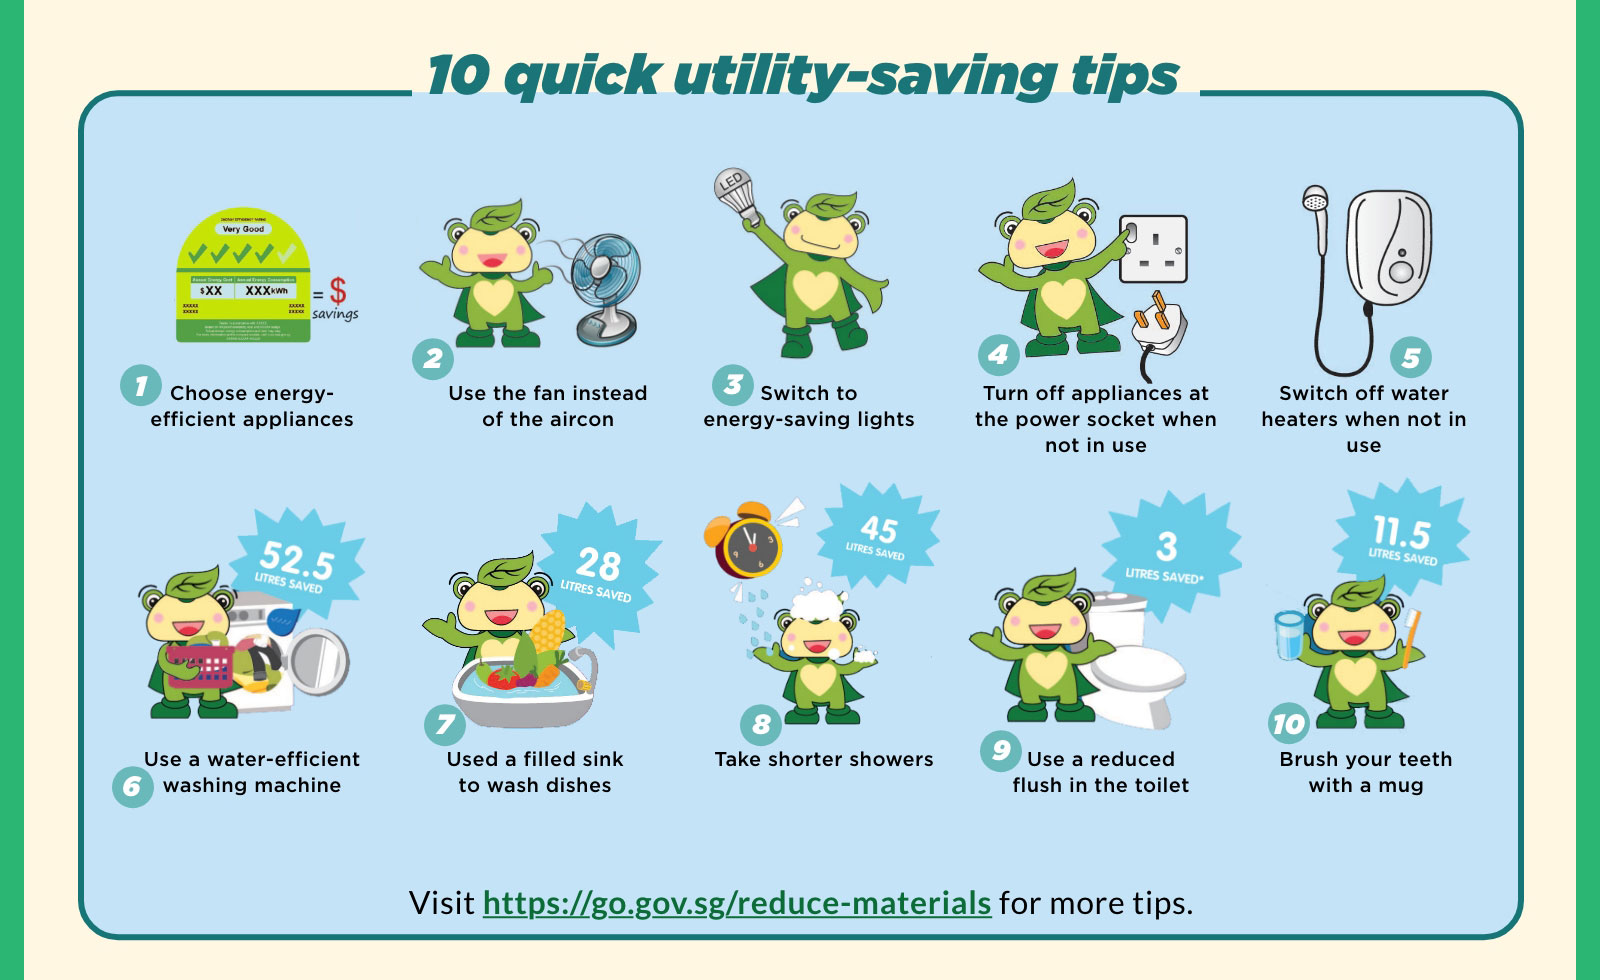 10 quick utility-saving tips
Very Good
$XX
XXXkWh
XXXXX
XXXXX
XXXXX
XXXXX
= $
savings
1
Choose energy-
efficient appliances
2
Use the fan instead
of the aircon
LED
3
Switch to
energy-saving lights
4
Turn off appliances at
the power socket when
not in use
5
Switch off water
heaters when not in
use
52.5
LITRES SAVED
6
Use a water-efficient
washing machine
28
LITRES SAVED
7
Used a filled sink
to wash dishes
45
LITRES SAVED
8
Take shorter showers
3
LITRES SAVED*
9
Use a reduced
flush in the toilet
11.5
LITRES SAVED
10
Brush your teeth
with a mug
Visit https://go.gov.sg/reduce-materials for more tips.